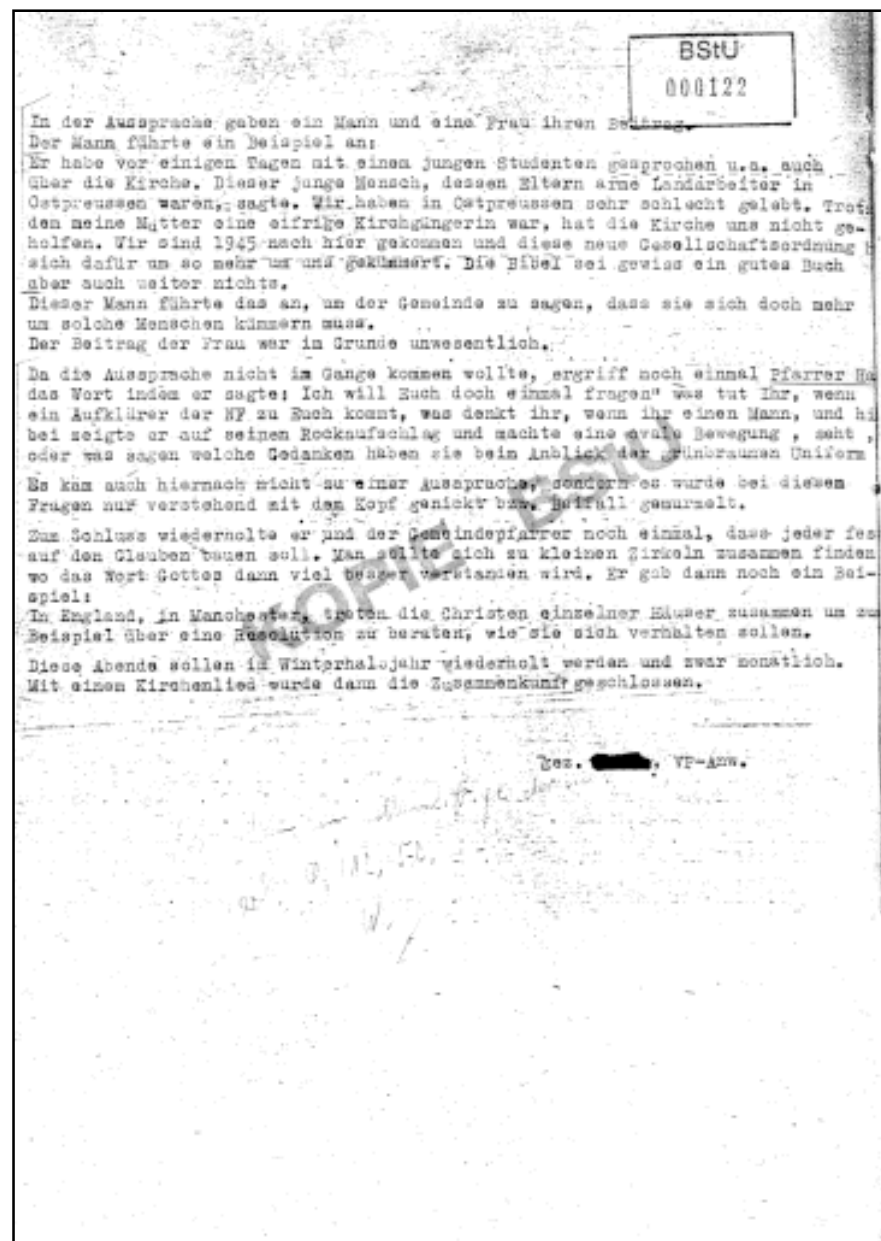 BStU
000122
In der Aussprache gaben ein Mann und eine Frau ihren Beitrag.
Der Mann führte ein Beispiel an:
Er habe vor einigen Tagen mit einem jungen Studenten gesprochen u.a. auch
über die Kirche. Dieser junge Mensch, dessen Eltern arme Landarbeiter in
Ostpreussen waren, sagte. Wir haben in Ostpreussen sehr schlecht gelebt. Trotz
dem meine Mutter eine eifrige Kirchgängerin war, hat die Kirche uns nicht ge-
holfen. Wir sind 1945 nach hier gekommen und diese neue Gesellschaftsordnung
sich dafür um so mehr um uns gekümmert. Die Bibel sei gewiss ein gutes Buch
aber auch weiter nichts.
Dieser Mann führte das an, um der Gemeinde zu sagen, dass sie sich doch mehr
um solche Menschen kümmern muss.
Der Beitrag der Frau war im Grunde unwesentlich.
Da die Aussprache nicht im Gange kommen wollte, ergriff noch einmal Pfarrer Ha
das Wort indem er sagte: Ich will Euch doch einmal fragen" was tut Ihr, wenn
ein Aufklärer der NF zu Euch kommt, was denkt ihr, wenn ihr einen Mann, und hi
bei zeigte er auf seinen Rockaufschlag und machte eine ovale Bewegung , seht ,
oder was sagen welche Gedanken haben sie beim Anblick der grünbraunen Uniform
Es kam auch hiernach nicht zu einer Aussprache, sondern es wurde bei diesem
Fragen nur verstehend mit dem Kopf genickt bzw. Beifall gemurmelt.
Zum Schluss wiederholte er und der Gemeindepfarrer noch einmal, dass jeder fes
auf den Glauben bauen soll. Man sollte sich zu kleinen Zirkeln zusammen finden
wo das Wort Gottes dann viel besser verstanden wird. Er gab dann noch ein Bei-
spiel:
In England, in Manchester, treten die Christen einzelner Häuser zusammen um zum
Beispiel über eine Resolution zu beraten, wie sie sich verhalten sollen.
Diese Abende sollen im Winterhalbjahr wiederholt werden und zwar monatlich.
Mit einem Kirchenlied wurde dann die Zusammenkunft geschlossen.
gez. , VP-Anw.
KOPIE BStU